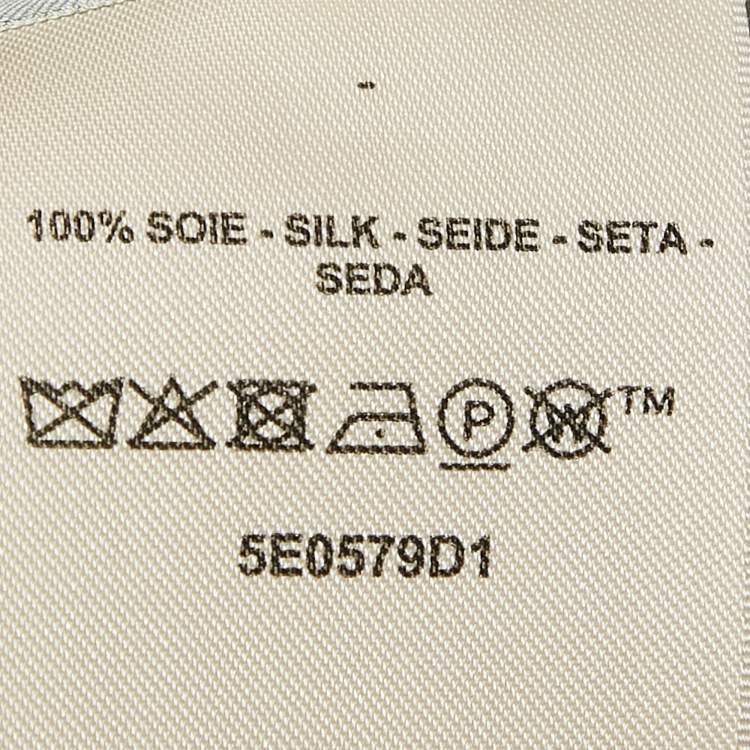 -
100% SOIE - SILK - SEIDE - SETA -
SEDA
P W TM
5E0579D1